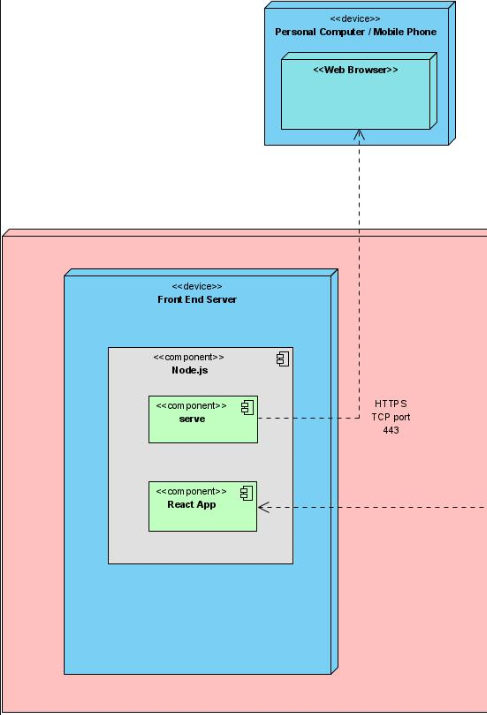 <<device>>
Personal Computer / Mobile Phone
<<Web Browser>>
<<device>>
Front End Server
<<component>>
Node.js
<<component>>
serve
HTTPS
TCP port
443
<<component>>
React App